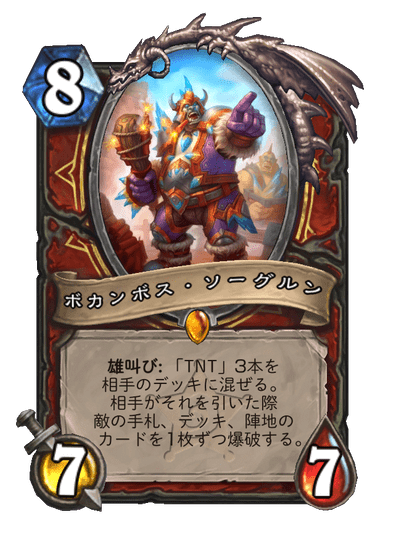 8
ボカンボス・ソーグルン
雄叫び:「TNT」3本を
相手のデッキに混ぜる。
相手がそれを引いた際
敵の手札、デッキ、陣地の
カードを1枚ずつ爆破する。
7
7